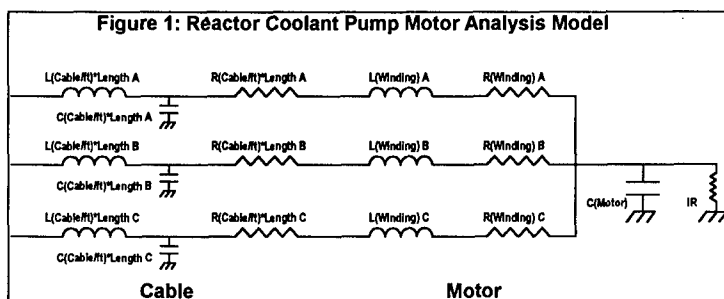 Figure 1: Reactor Coolant Pump Motor Analysis Model
L(Cable/ft)*Length A R(Cable/ft)*Length A L(Winding) A R(Winding) A
C(Cable/ft)*Length A
L(Cable/ft)*Length B R(Cable/ft)*Length B L(Winding) B R(Winding) B
C(Cable/ft)*Length B
L(Cable/ft)*Length C R(Cable/ft)*Length C L(Winding) C R(Winding) C
C(Motor) IR
C(Cable/ft)*Length C
Cable Motor